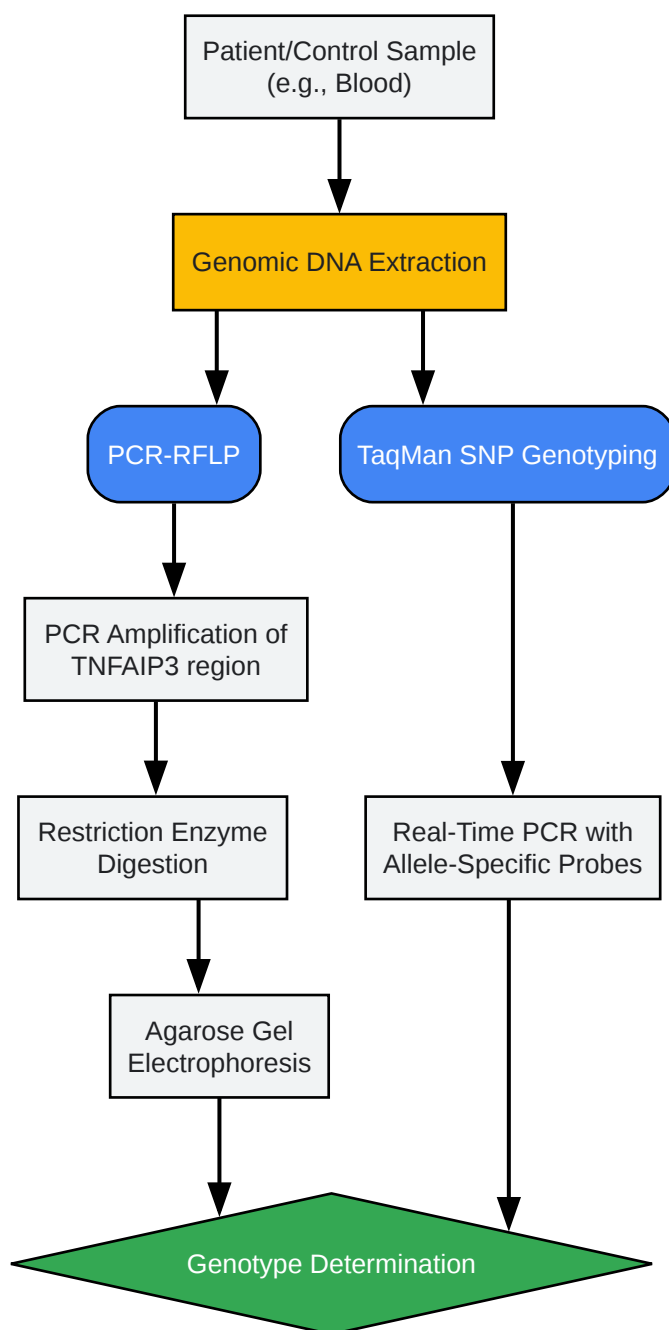 Patient/Control Sample
(e.g., Blood)
Genomic DNA Extraction
PCR-RFLP
TaqMan SNP Genotyping
PCR Amplification of
TNFAIP3 region
Restriction Enzyme
Digestion
Real-Time PCR with
Allele-Specific Probes
Agarose Gel
Electrophoresis
Genotype Determination